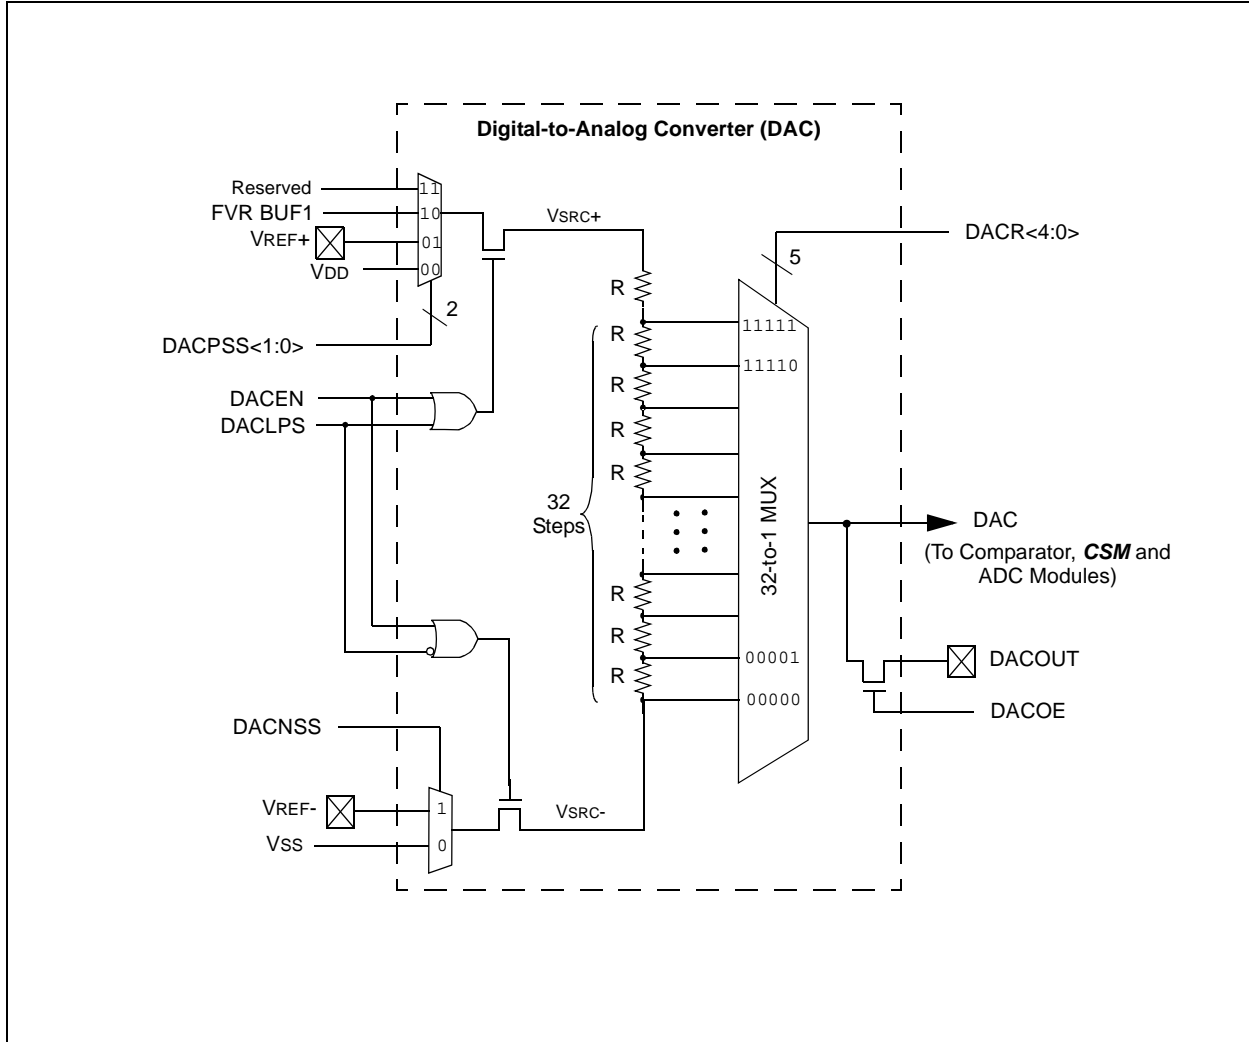 Digital-to-Analog Converter (DAC)
Reserved
11
FVR BUF1
10
VREF+
01
VDD
00
VSRC+
DACR<4:0>
5
2
DACPSS<1:0>
DACEN
DACLPS
R
R
R
R
R
11111
11110
32
Steps
32-to-1 MUX
DAC
(To Comparator, CSM and
ADC Modules)
R
R
R
00001
00000
DACOUT
DACOE
DACNSS
VREF-
1
VSS
0
VSRC-